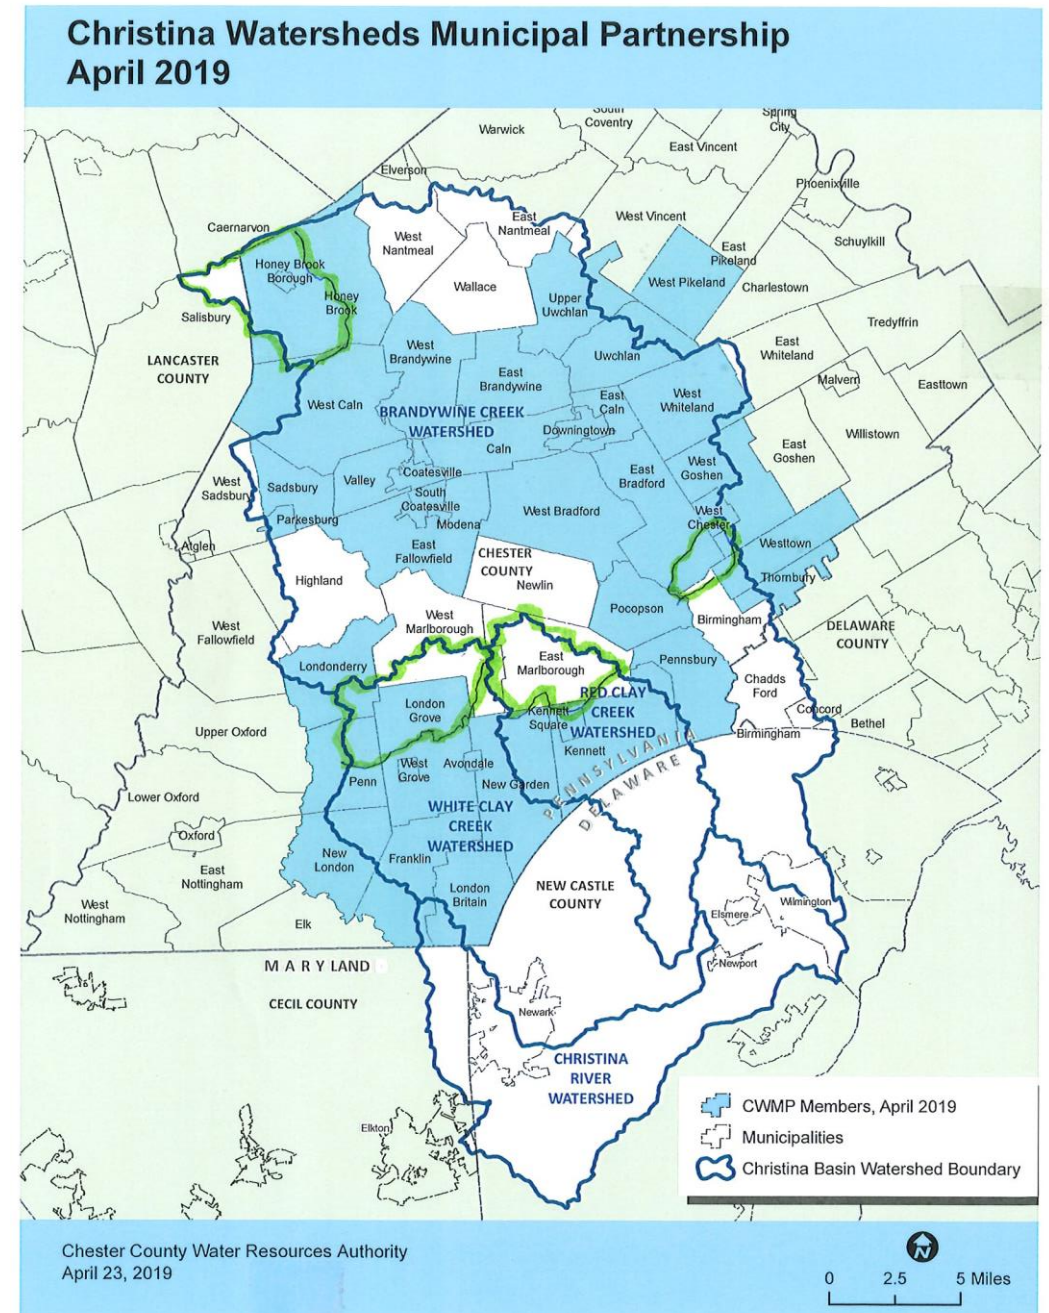 Christina Watersheds Municipal Partnership
April 2019
South
Coventry
Spring
City
Warwick
East Vincent
Elverson
Phoenixville
West Vincent
East
Nantmeal
Caernarvon
West
Nantmeal
Schuylkill
East
Pikeland
Honey Brook
Borough
West Pikeland
Charlestown
Wallace
Honey
Brook
Upper
Uwchlan
Salisbury
Tredyffrin
LANCASTER
COUNTY
West
Brandywine
Uwchlan
East
Whiteland
Malvern
Easttown
East
Brandywine
West Caln
East
Caln
West
Whiteland
BRANDYWINE CREEK
WATERSHED
Downingtown
Willistown
Caln
East
Goshen
West
Sadsbury
Sadsbury
Valley
Coatesville
South
Coatesville
East
Bradford
West
Goshen
Parkesburg
Modena
West Bradford
West
Chester
Atglen
East
Fallowfield
CHESTER
COUNTY
Newlin
Westtown
Highland
Thornbury
West
Fallowfield
West
Marlborough
Pocopson
Birmingham
DELAWARE
COUNTY
Londonderry
East
Marlborough
Pennsbury
Chadds
Ford
London
Grove
RED CLAY
CREEK
WATERSHED
Kennett
Square
Concord
Bethel
Upper Oxford
Birmingham
Kennett
PENNSYLVANIA
DELAWARE
Penn
West
Grove
Avondale
New Garden
Lower Oxford
WHITE CLAY
CREEK
WATERSHED
Oxford
New
London
Franklin
East
Nottingham
London
Britain
NEW CASTLE
COUNTY
West
Nottingham
Elsmere
Wilmington
Elk
Newport
MARYLAND
CECIL COUNTY
Newark
CHRISTINA
RIVER
WATERSHED
Elkton
CWMP Members, April 2019
Municipalities
Christina Basin Watershed Boundary
Chester County Water Resources Authority
April 23, 2019
N
0 2.5 5 Miles